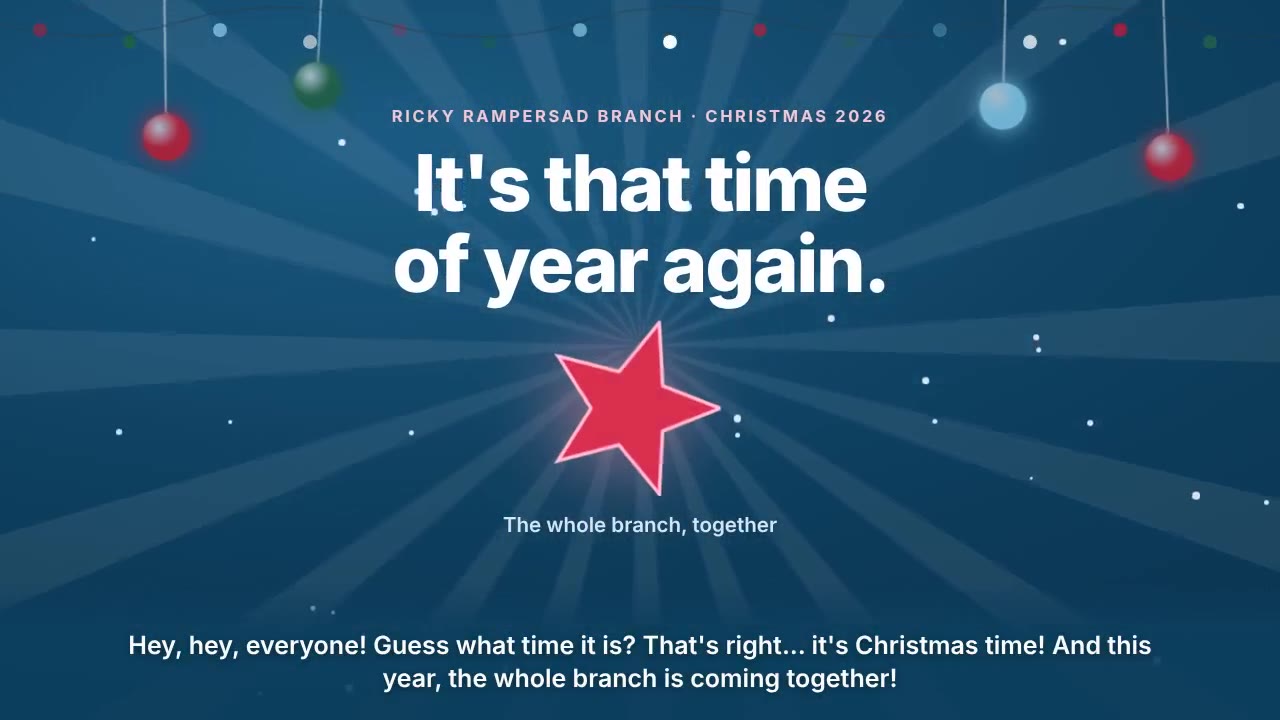 RICKY RAMPERSAD BRANCH · CHRISTMAS 2026
It's that time
of year again.
The whole branch, together
Hey, hey, everyone! Guess what time it is? That's right... it's Christmas time! And this
year, the whole branch is coming together!